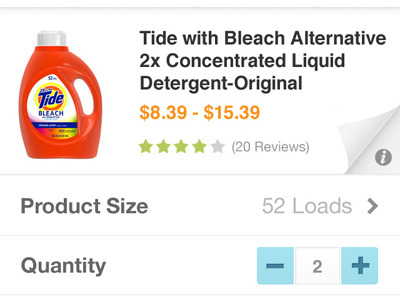 Tide with Bleach Alternative
2x Concentrated Liquid
Detergent-Original
$8.39 - $15.39
(20 Reviews)
Tide
BLEACH
Product Size
52 Loads
Quantity
2